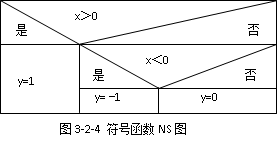 x＞0
是
否
x＜0
y=1
是
否
y= -1
y=0
图 3-2-4 符号函数 NS 图